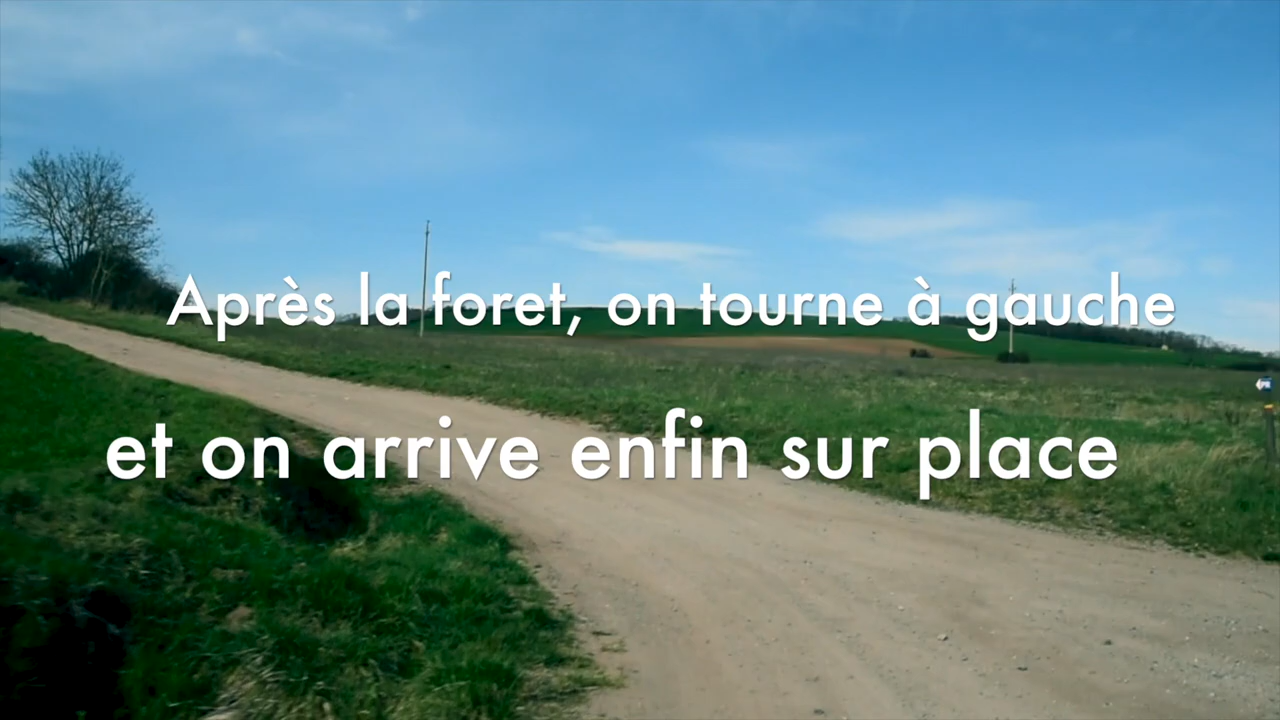 Après la foret, on tourne à gauche
et on arrive enfin sur place